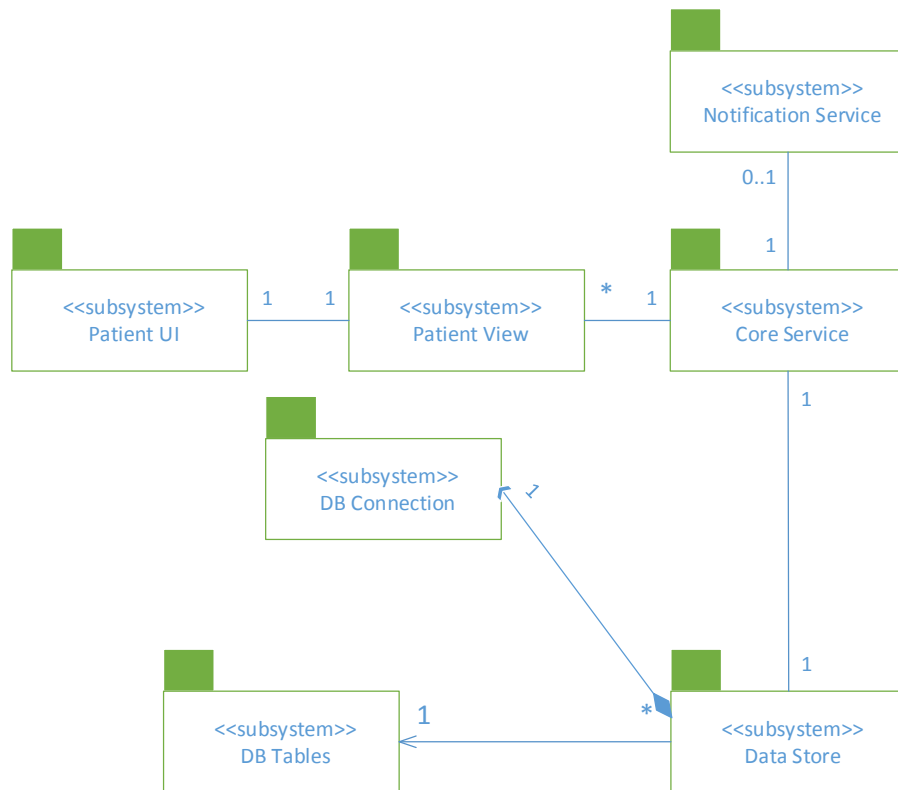 <<subsystem>>
Notification Service
0..1
1
<<subsystem>>
Patient UI
1
1
<<subsystem>>
Patient View
*
1
<<subsystem>>
Core Service
1
<<subsystem>>
DB Connection
1
1
<<subsystem>>
DB Tables
1
*
<<subsystem>>
Data Store